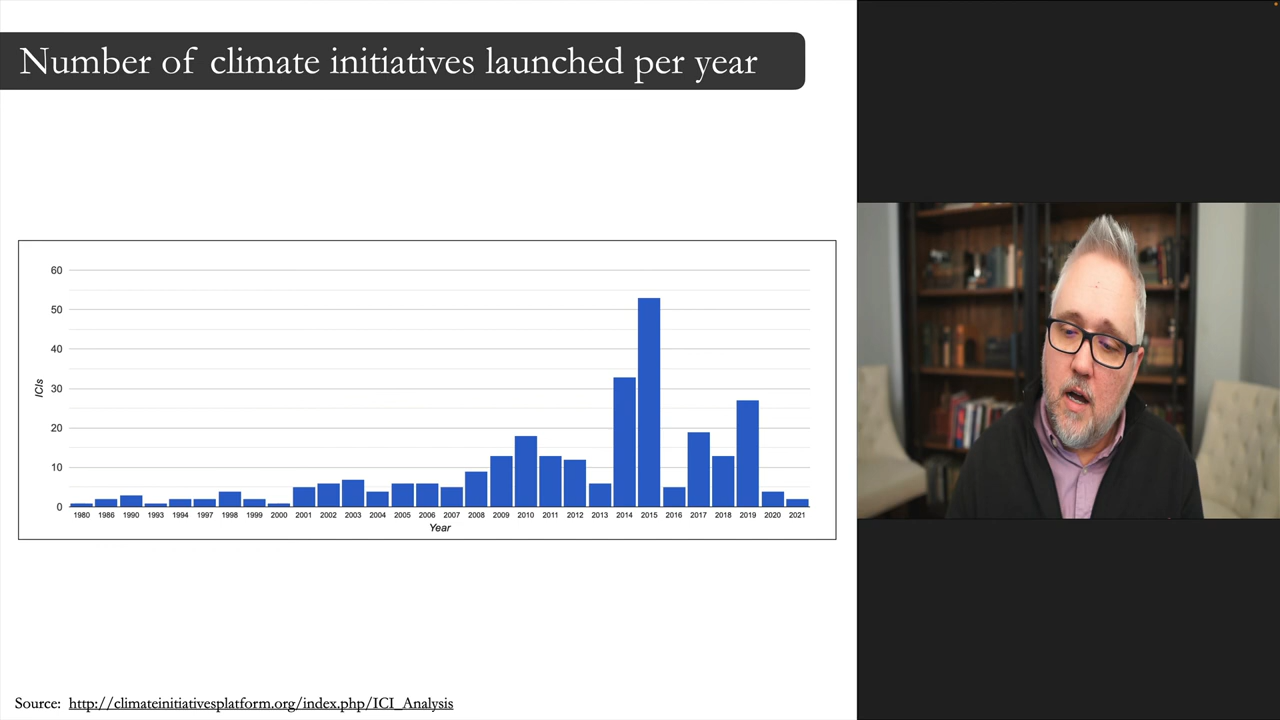 Number of climate initiatives launched per year
60
50
40
30
20
10
0
ICIs
1980 1986 1990 1993 1994 1997 1998 1999 2000 2001 2002 2003 2004 2005 2006 2007 2008 2009 2010 2011 2012 2013 2014 2015 2016 2017 2018 2019 2020 2021
Year
Source: http://climateinitiativesplatform.org/index.php/ICI_Analysis